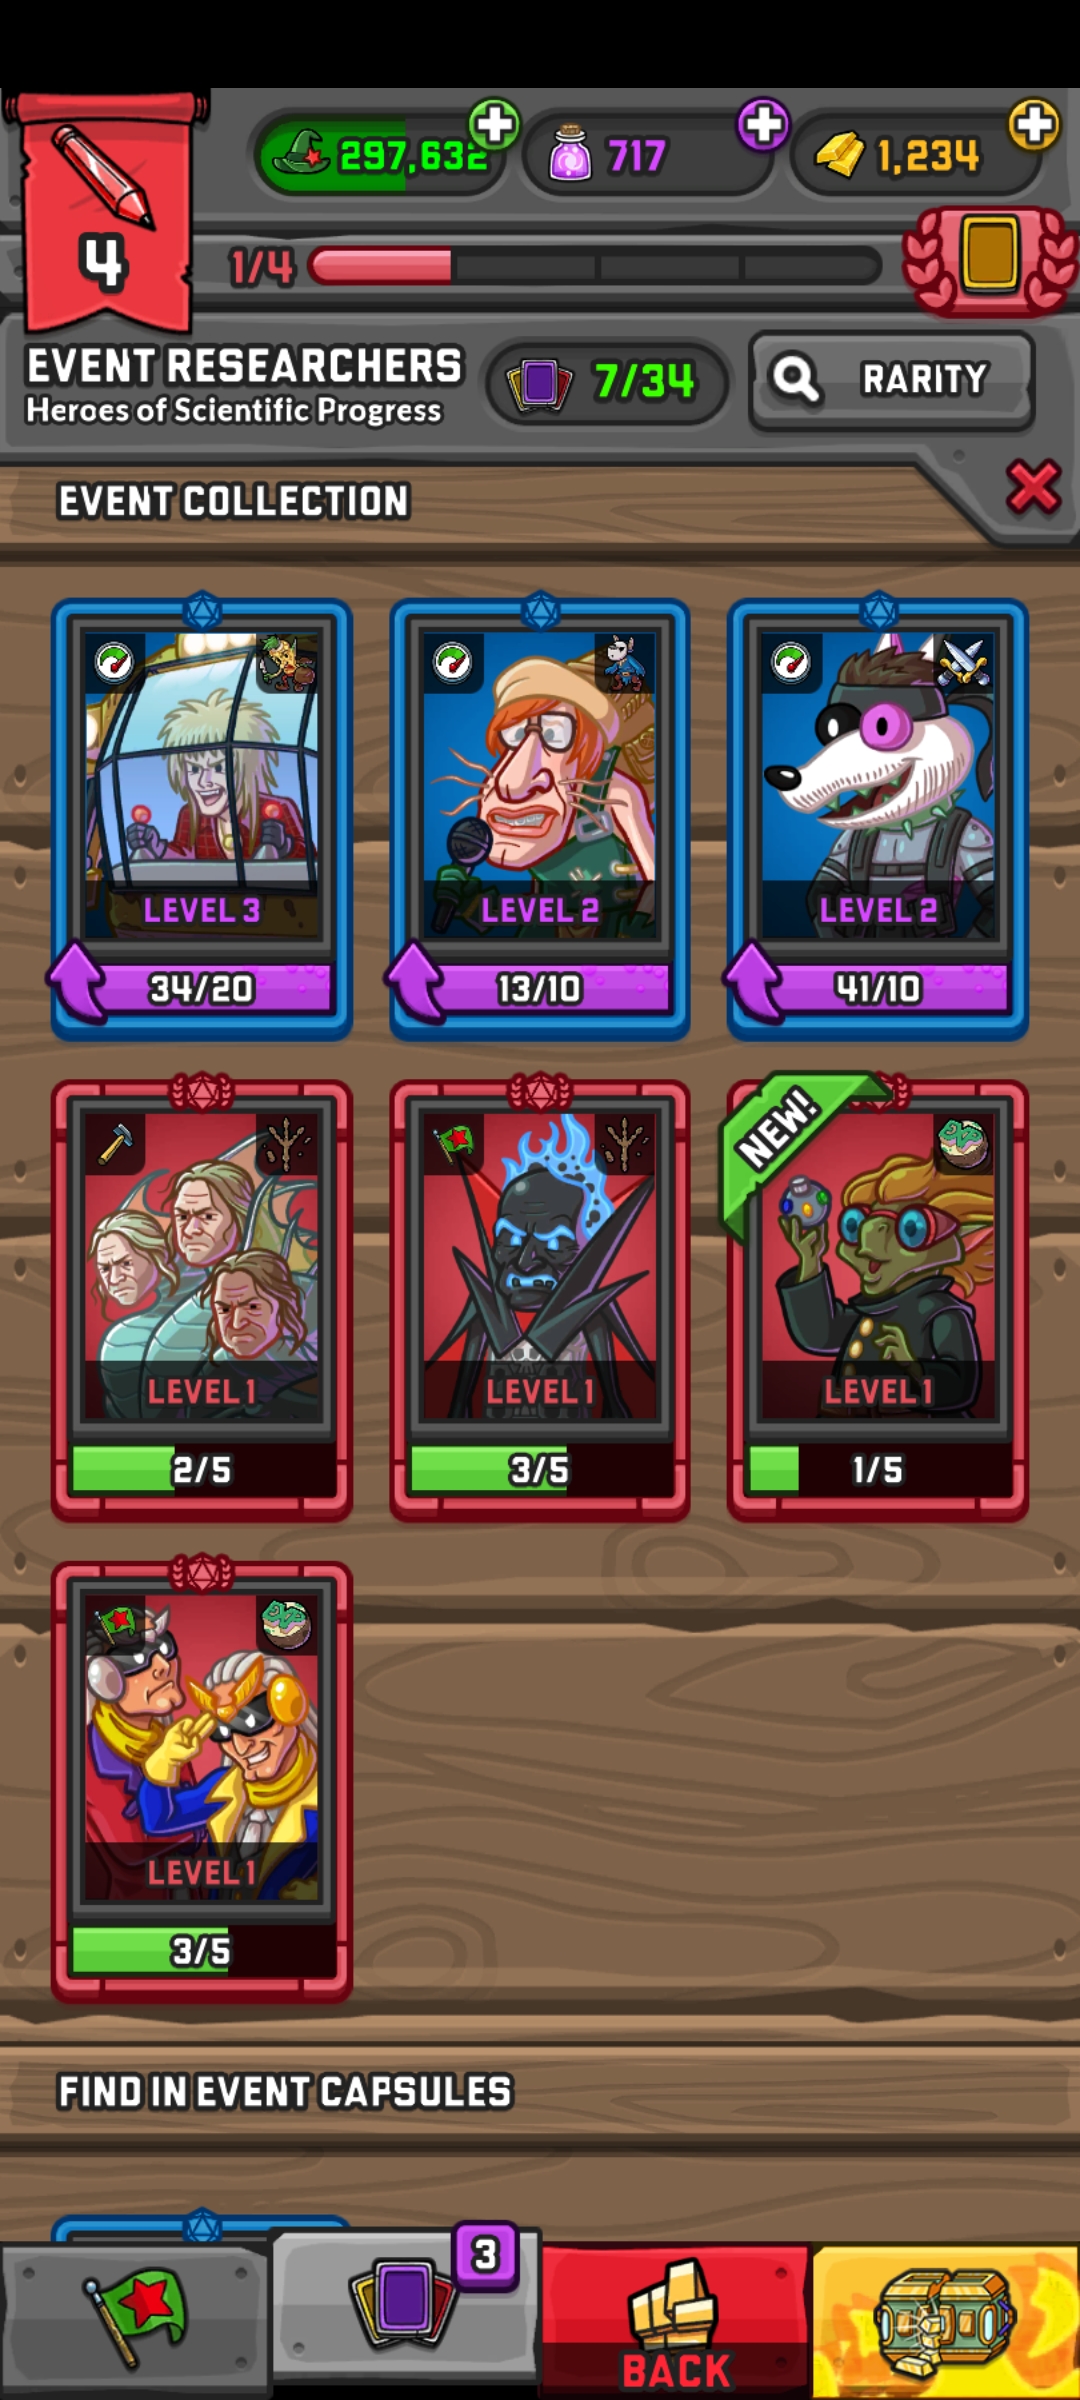 297,632
717
1,234
4
1/4
EVENT RESEARCHERS
Heroes of Scientific Progress
7/34
RARITY
EVENT COLLECTION
LEVEL 3
LEVEL 2
LEVEL 2
34/20
13/10
41/10
NEW!
EXP
LEVEL 1
LEVEL 1
LEVEL 1
2/5
3/5
1/5
EXP
LEVEL 1
3/5
FIND IN EVENT CAPSULES
3
BACK